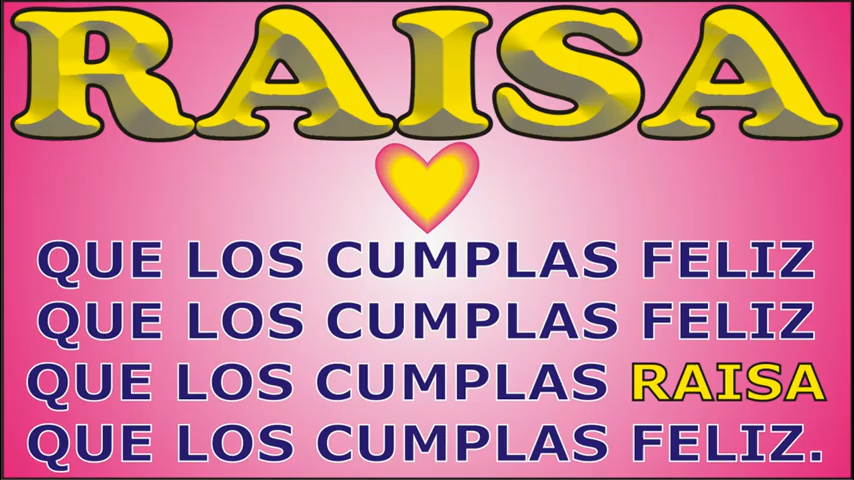 RAISA
QUE LOS CUMPLAS FELIZ
QUE LOS CUMPLAS FELIZ
QUE LOS CUMPLAS RAISA
QUE LOS CUMPLAS FELIZ.